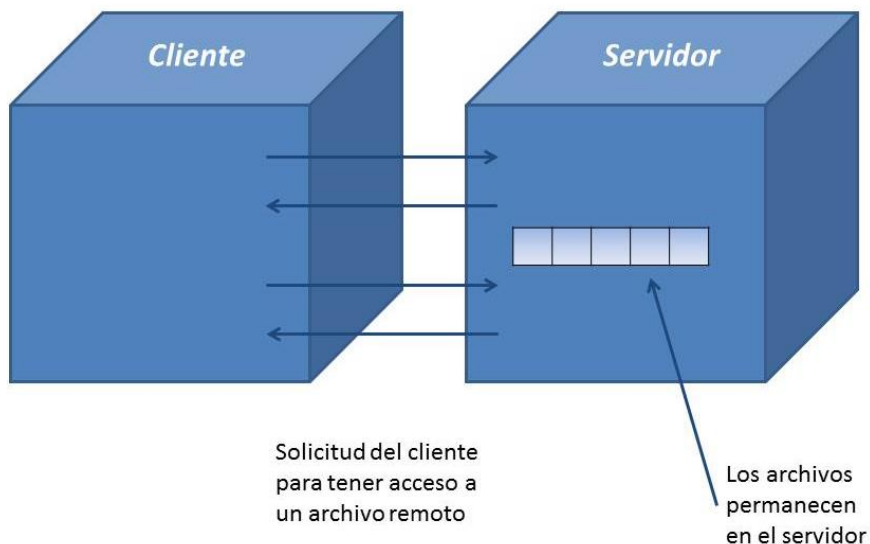 Cliente
Servidor
Solicitud del cliente
para tener acceso a
un archivo remoto
Los archivos
permanecen
en el servidor